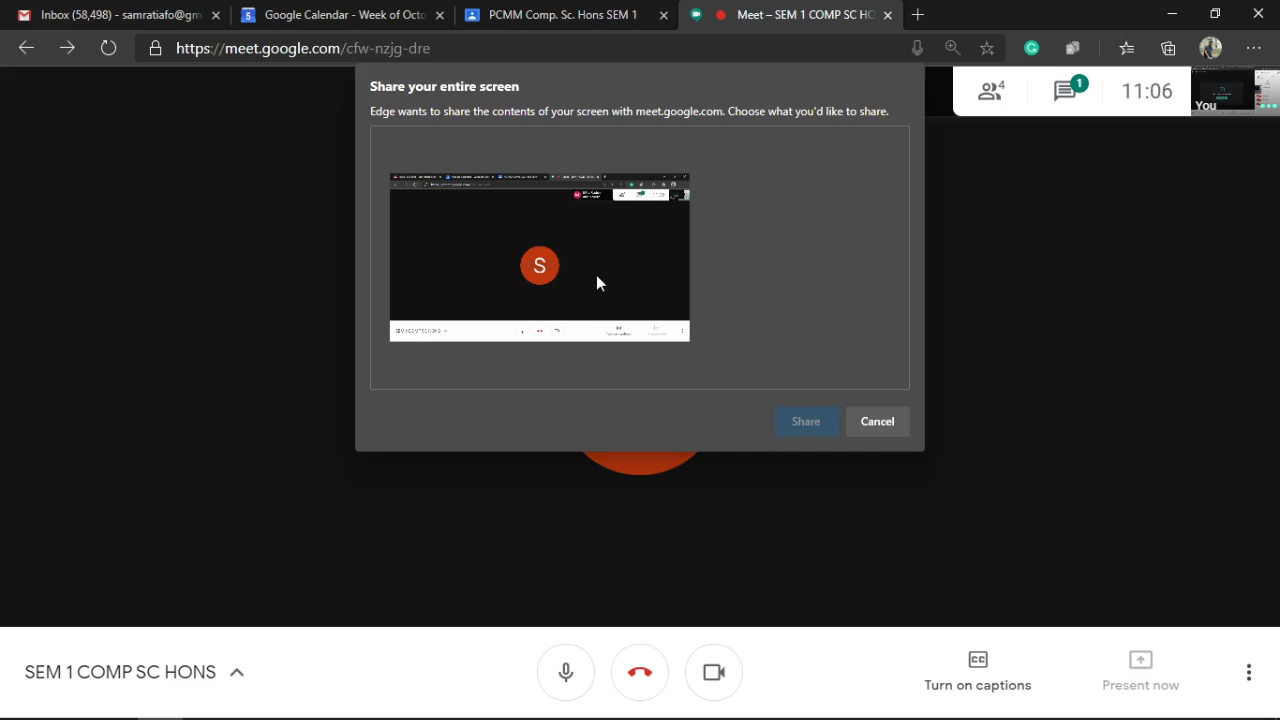 Inbox (58,498) - samratiafo@gm
5
Google Calendar - Week of Octo
PCMM Comp. Sc. Hons SEM 1
Meet – SEM 1 COMP SC HO
https://meet.google.com/cfw-nzjg-dre
Share your entire screen
Edge wants to share the contents of your screen with meet.google.com. Choose what you'd like to share.
4
1
11:06
You
S
Share
Cancel
SEM 1 COMP SC HONS
CC
Turn on captions
Present now